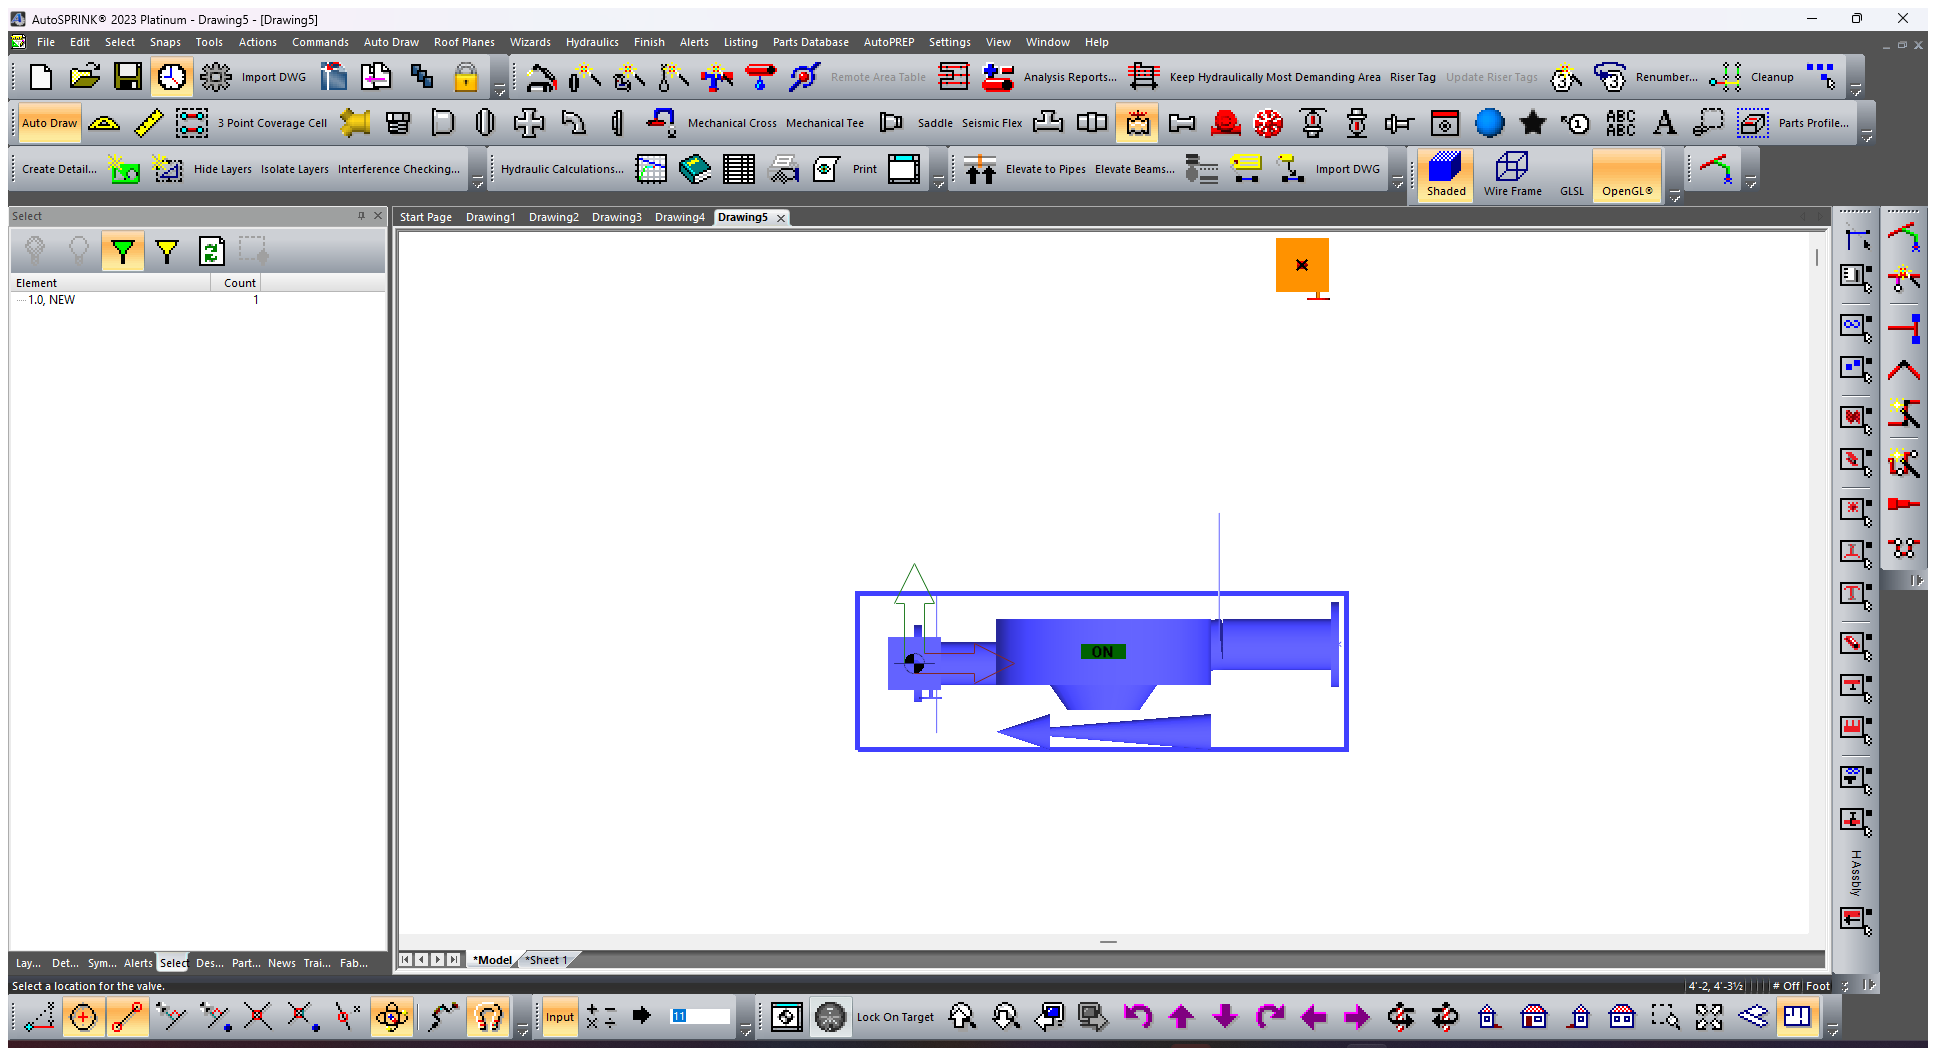 AutoSPRINK® 2023 Platinum - Drawing5 - [Drawing5]
File Edit Select Snaps Tools Actions Commands Auto Draw Roof Planes Wizards Hydraulics Finish Alerts Listing Parts Database AutoPREP Settings View Window Help
Import DWG Remote Area Table Analysis Reports... Keep Hydraulically Most Demanding Area Riser Tag Update Riser Tags 3 3 Renumber... Cleanup
Auto Draw 3 Point Coverage Cell Mechanical Cross Mechanical Tee Saddle Seismic Flex 1 ABC ABC A Parts Profile...
Create Detail... Hide Layers Isolate Layers Interference Checking... Hydraulic Calculations... Print Elevate to Pipes Elevate Beams... Import DWG Shaded Wire Frame GLSL OpenGL®
Select
Start Page Drawing1 Drawing2 Drawing3 Drawing4 Drawing5
Element Count
1.0, NEW 1
ON
H Assbly
*Model *Sheet 1
Lay... Det... Sym... Alerts Select Des... Part... News Trai... Fab...
Select a location for the valve.
4'-2, 4'-3½ # Off Foot
Input 11 Lock On Target